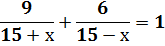 9/(15 + x) + 6/(15 − x) = 1